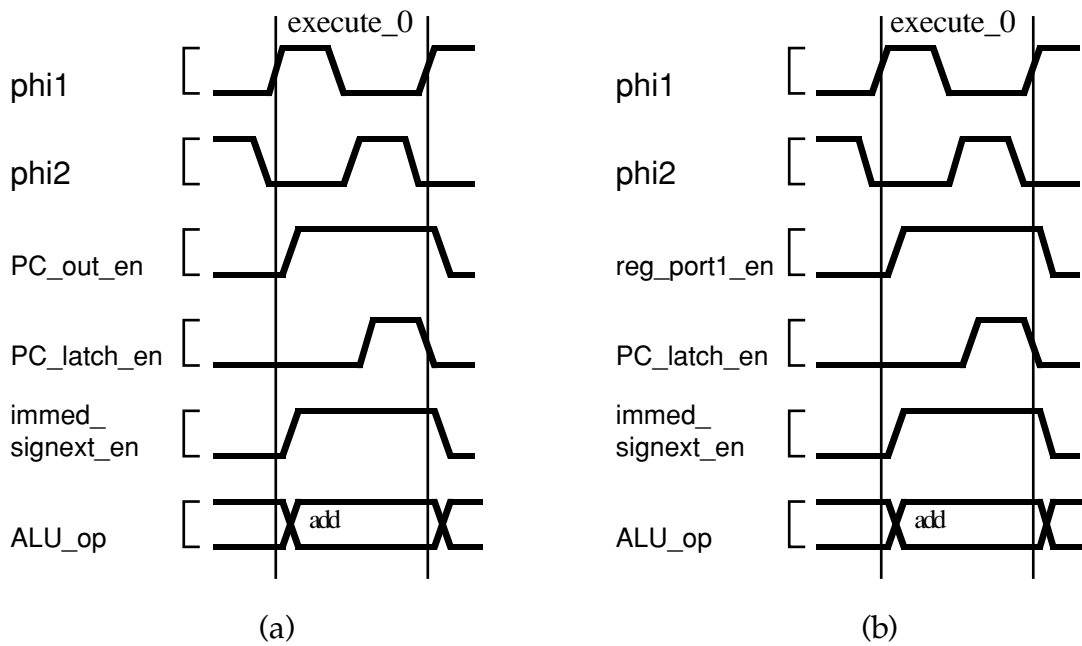 execute_0
phi1
phi2
PC_out_en
PC_latch_en
immed_
signext_en
ALU_op
add
(a)
execute_0
phi1
phi2
reg_port1_en
PC_latch_en
immed_
signext_en
ALU_op
add
(b)